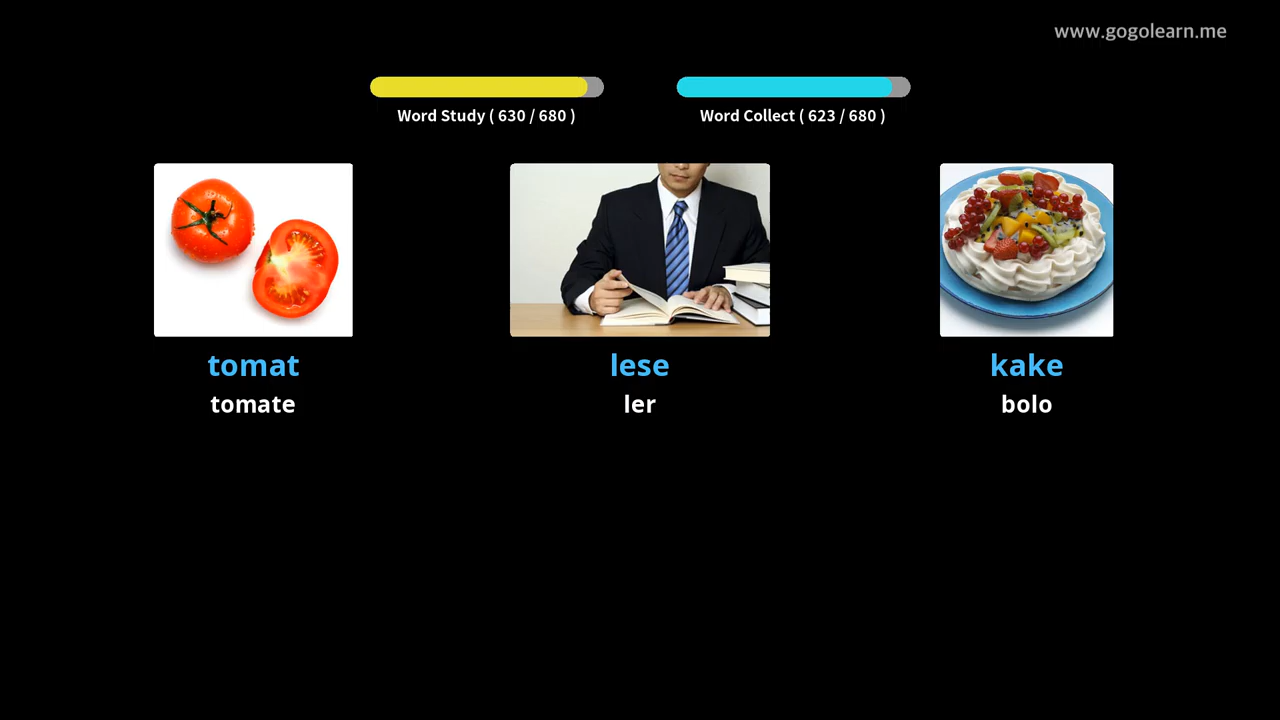 www.gogolearn.me
Word Study ( 630 / 680 )
Word Collect ( 623 / 680 )
tomat
tomate
lese
ler
kake
bolo